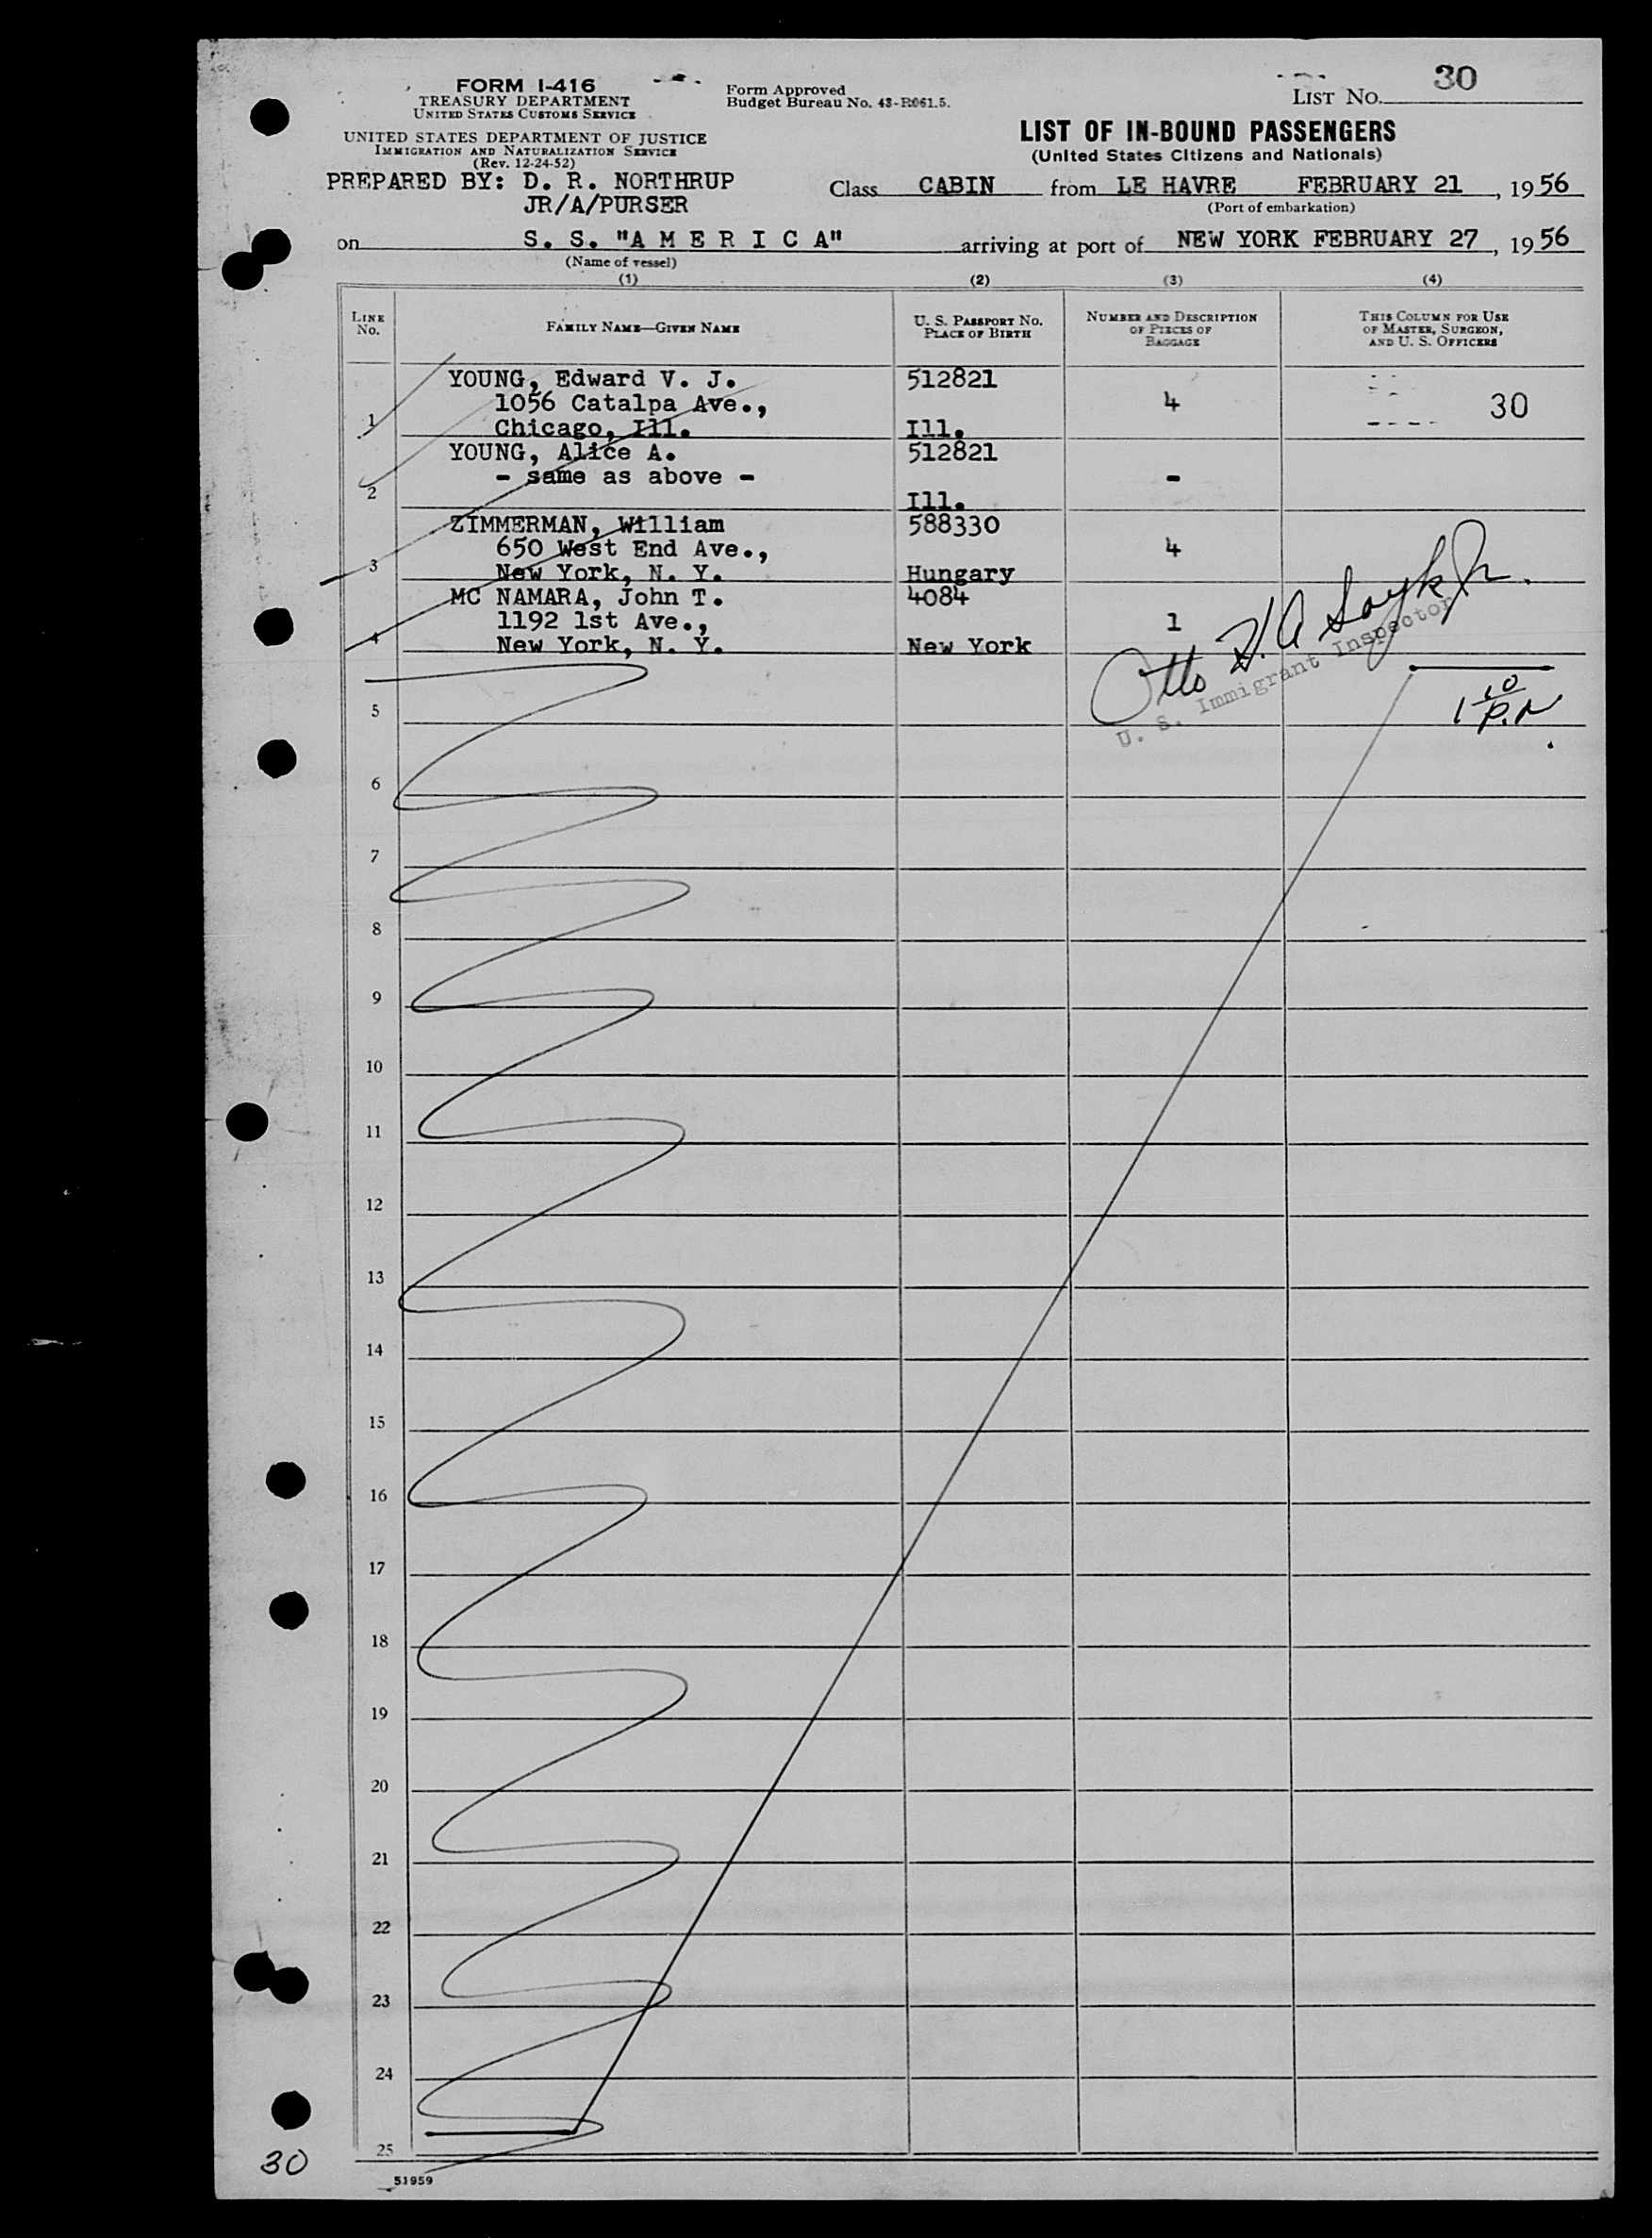 FORM I-416
TREASURY DEPARTMENT
UNITED STATES CUSTOMS SERVICE
UNITED STATES DEPARTMENT OF JUSTICE
IMMIGRATION AND NATURALIZATION SERVICE
(Rev. 12-24-52)
Form Approved
Budget Bureau No. 43-R061.5.
LIST NO. 30
LIST OF IN-BOUND PASSENGERS
(United States Citizens and Nationals)
PREPARED BY: D. R. NORTHRUP
JR/A/PURSER
Class CABIN from LE HAVRE FEBRUARY 21, 1956
(Port of embarkation)
on S. S. "A M E R I C A" arriving at port of NEW YORK FEBRUARY 27, 1956
(Name of vessel)
(1) (2) (3) (4)
LINE NO.
FAMILY NAME—GIVEN NAME
U. S. PASSPORT NO.
PLACE OF BIRTH
NUMBER AND DESCRIPTION
OF PIECES OF
BAGGAGE
THIS COLUMN FOR USE
OF MASTER, SURGEON,
AND U. S. OFFICERS
YOUNG, Edward V. J. 512821
1056 Catalpa Ave., 4 30
1 Chicago, Ill. Ill.
YOUNG, Alice A. 512821
- same as above - -
2 Ill.
ZIMMERMAN, William 588330
650 West End Ave., 4
3 New York, N. Y. Hungary
MC NAMARA, John T. 4084
1192 1st Ave., 1
4 New York, N. Y. New York
Otto
U. S. Immigrant Inspector
5
6
7
8
9
10
11
12
13
14
15
16
17
18
19
20
21
22
23
24
25
30
51959